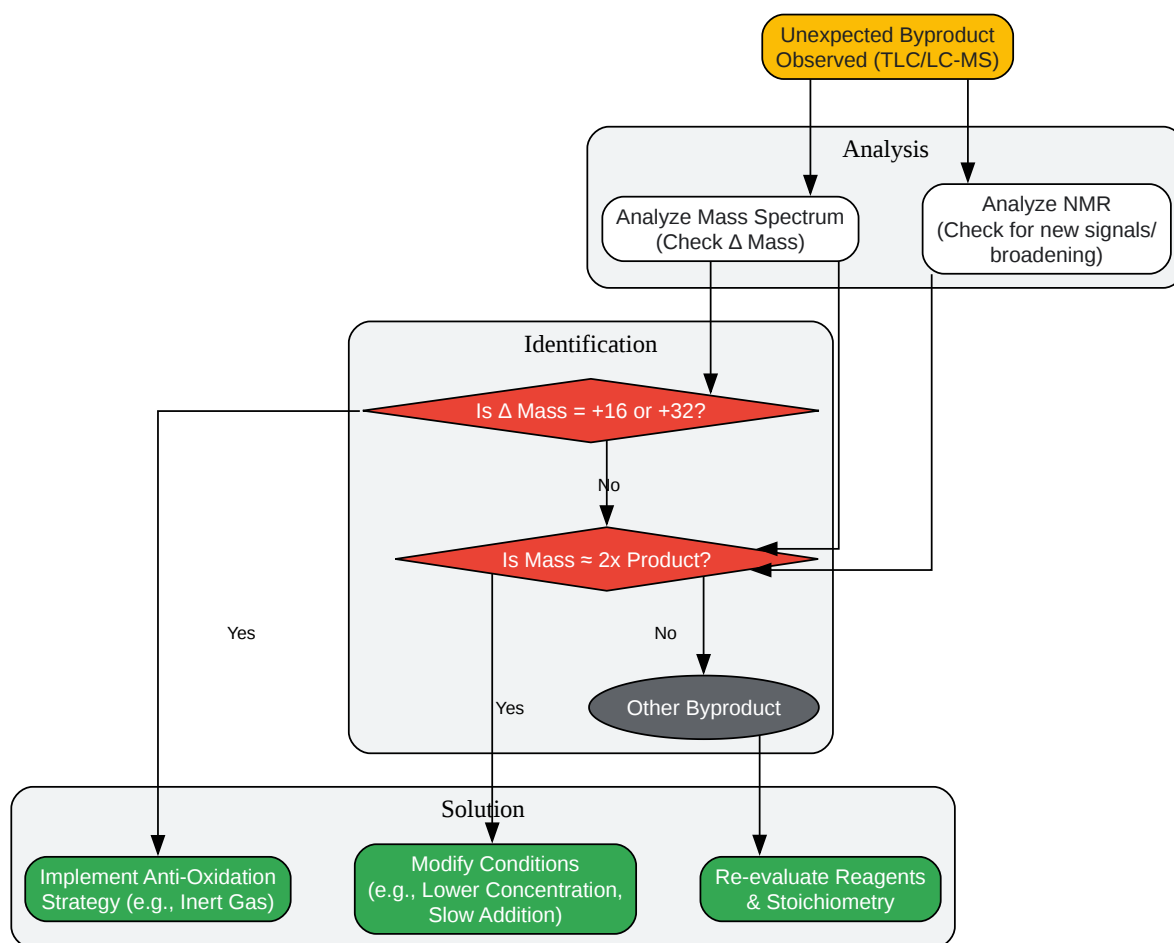 Unexpected Byproduct
Observed (TLC/LC-MS)
Analysis
Analyze Mass Spectrum
(Check Δ Mass)
Analyze NMR
(Check for new signals/
broadening)
Identification
Is Δ Mass = +16 or +32?
No
Is Mass ≈ 2x Product?
Yes
No
Other Byproduct
Yes
Solution
Implement Anti-Oxidation
Strategy (e.g., Inert Gas)
Modify Conditions
(e.g., Lower Concentration,
Slow Addition)
Re-evaluate Reagents
& Stoichiometry